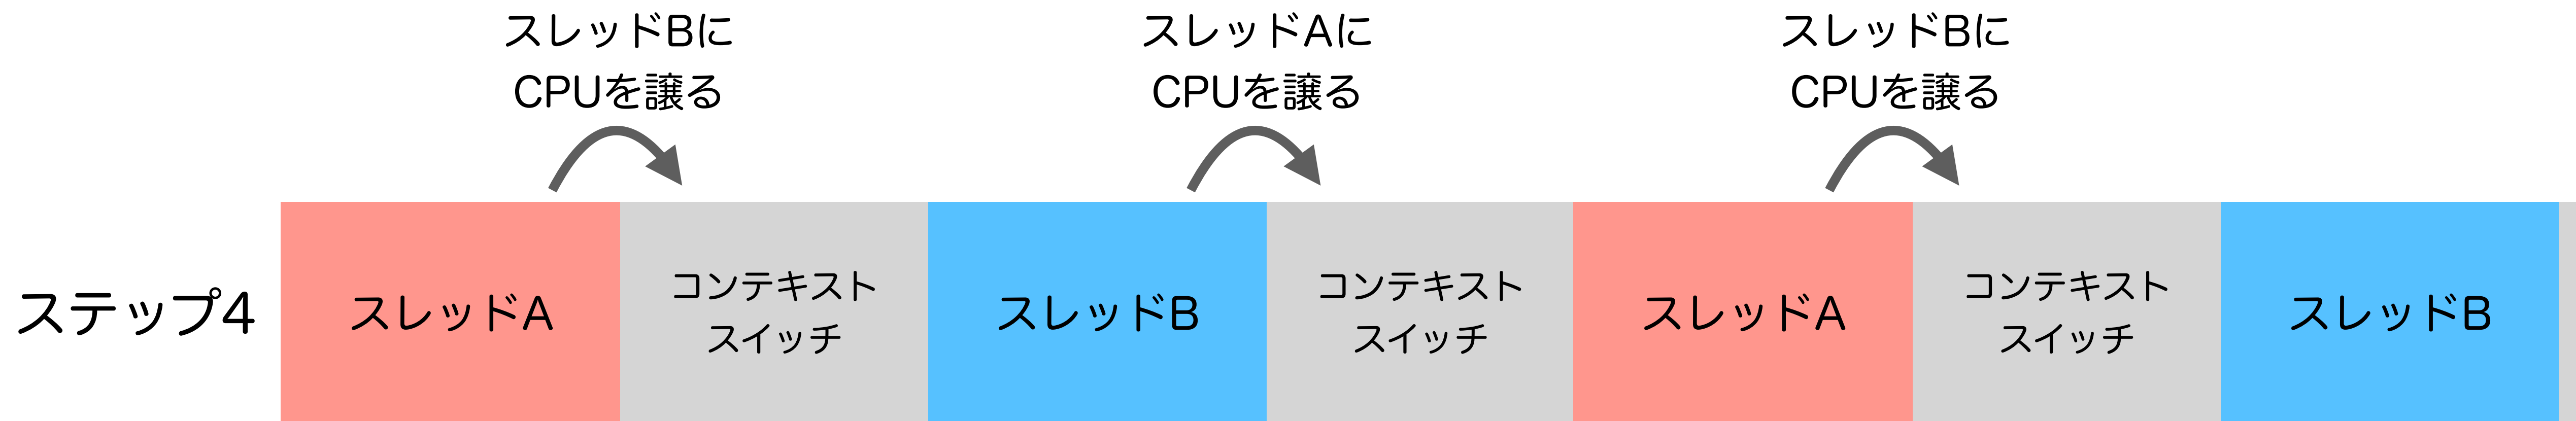 スレッドBに
CPUを譲る
スレッドAに
CPUを譲る
スレッドBに
CPUを譲る
ステップ4
スレッドA
コンテキスト
スイッチ
スレッドB
コンテキスト
スイッチ
スレッドA
コンテキスト
スイッチ
スレッドB